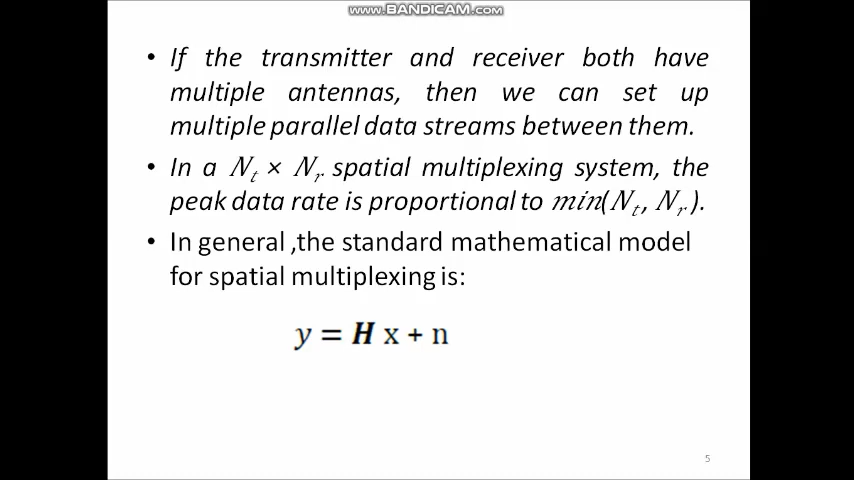 www.BANDICAM.com
• If the transmitter and receiver both have
multiple antennas, then we can set up
multiple parallel data streams between them.
• In a Nₜ × Nᵣ spatial multiplexing system, the
peak data rate is proportional to min(Nₜ, Nᵣ).
• In general ,the standard mathematical model
for spatial multiplexing is:
y = H x + n
5